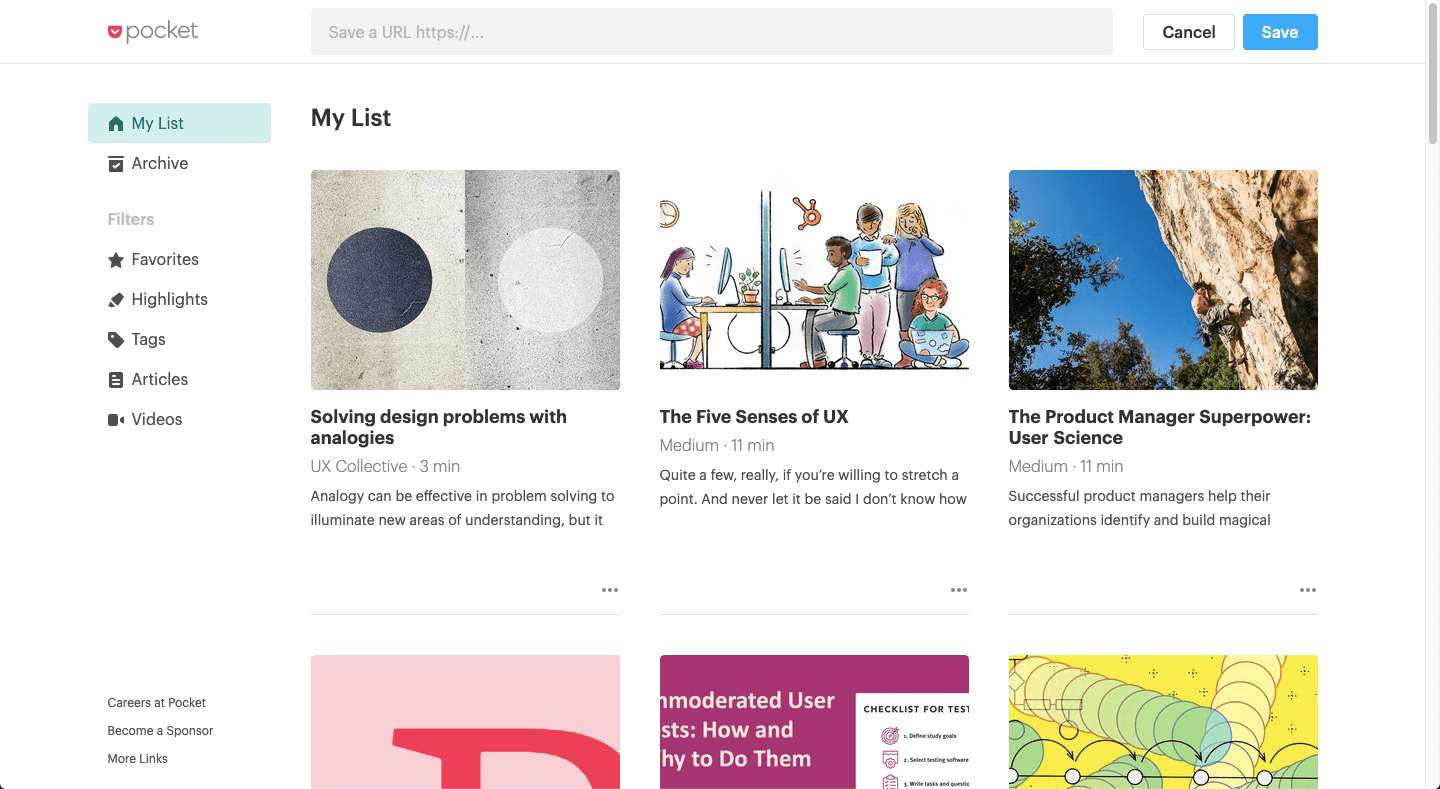 pocket
Save a URL https://...
Cancel
Save
My List
Archive
Filters
Favorites
Highlights
Tags
Articles
Videos
Careers at Pocket
Become a Sponsor
More Links
My List
Solving design problems with
analogies
UX Collective · 3 min
Analogy can be effective in problem solving to
illuminate new areas of understanding, but it
The Five Senses of UX
Medium · 11 min
Quite a few, really, if you’re willing to stretch a
point. And never let it be said I don’t know how
The Product Manager Superpower:
User Science
Medium · 11 min
Successful product managers help their
organizations identify and build magical
nmoderated User
sts: How and
hy to Do Them
CHECKLIST FOR TEST
1. Define study goals
2. Select testing software
3. Write tasks and questio